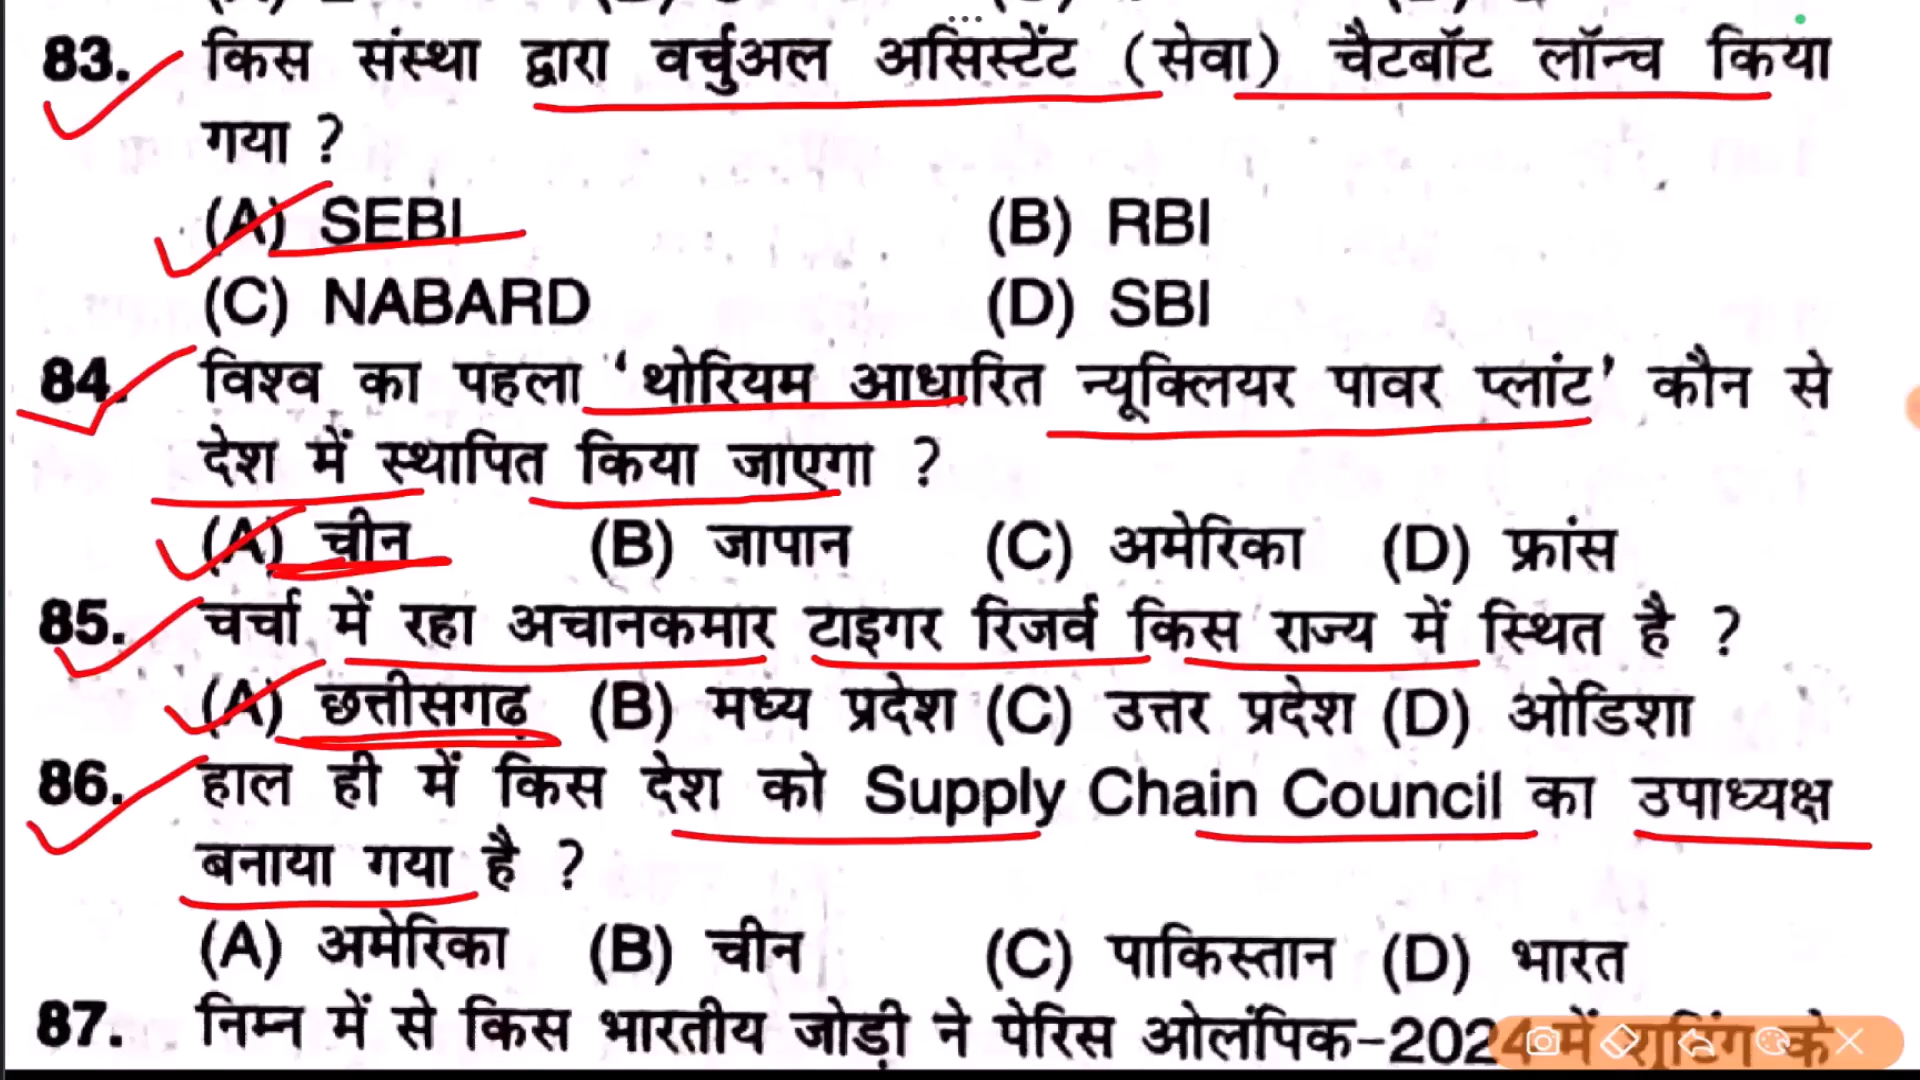 83. किस संस्था द्वारा वर्चुअल असिस्टेंट (सेवा) चैटबॉट लॉन्च किया
गया ?
(A) SEBI (B) RBI
(C) NABARD (D) SBI
84. विश्व का पहला ‘थोरियम आधारित न्यूक्लियर पावर प्लांट’ कौन से
देश में स्थापित किया जाएगा ?
(A) चीन (B) जापान (C) अमेरिका (D) फ्रांस
85. चर्चा में रहा अचानकमार टाइगर रिजर्व किस राज्य में स्थित है ?
(A) छत्तीसगढ़ (B) मध्य प्रदेश (C) उत्तर प्रदेश (D) ओडिशा
86. हाल ही में किस देश को Supply Chain Council का उपाध्यक्ष
बनाया गया है ?
(A) अमेरिका (B) चीन (C) पाकिस्तान (D) भारत
87. निम्न में से किस भारतीय जोड़ी ने पेरिस ओलंपिक-2024 में शूटिंग के